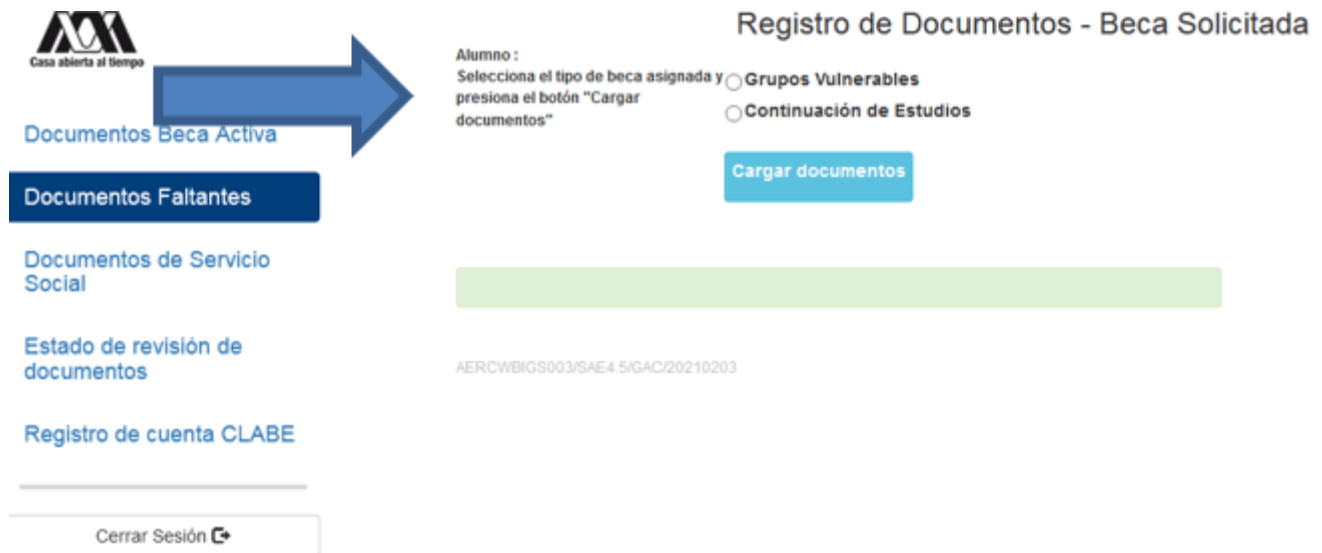 Casa abierta al tiempo
Documentos Beca Activa
Documentos Faltantes
Documentos de Servicio
Social
Estado de revisión de
documentos
Registro de cuenta CLABE
Cerrar Sesión
Registro de Documentos - Beca Solicitada
Alumno :
Selecciona el tipo de beca asignada y
presiona el botón "Cargar
documentos"
Grupos Vulnerables
Continuación de Estudios
Cargar documentos
AERCWBIGS003/SAE4.5/GAC/20210203